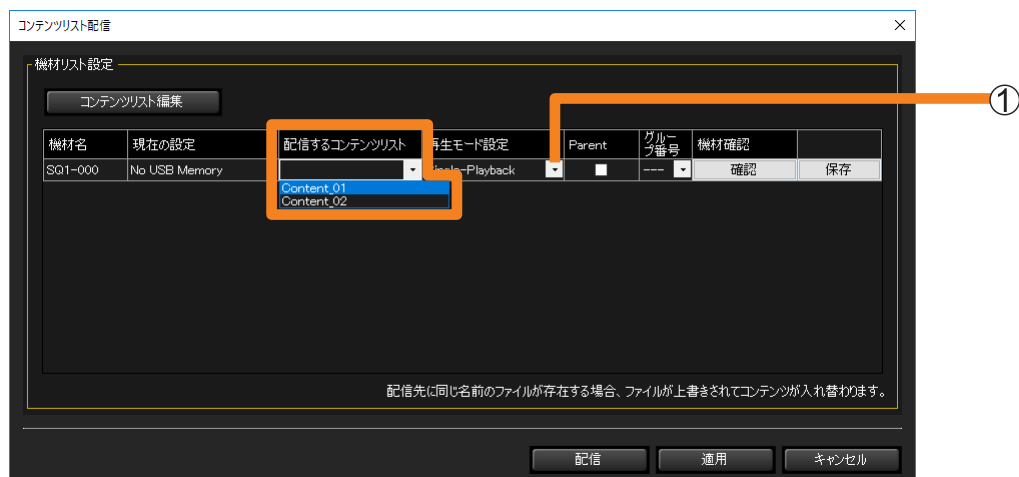 コンテンツリスト配信
機材リスト設定
コンテンツリスト編集
①
機材名 現在の設定 配信するコンテンツリスト 再生モード設定 Parent グループ番号 機材確認
SQ1-000 No USB Memory Single-Playback --- 確認 保存
Content_01
Content_02
配信先に同じ名前のファイルが存在する場合、ファイルが上書きされてコンテンツが入れ替わります。
配信 適用 キャンセル